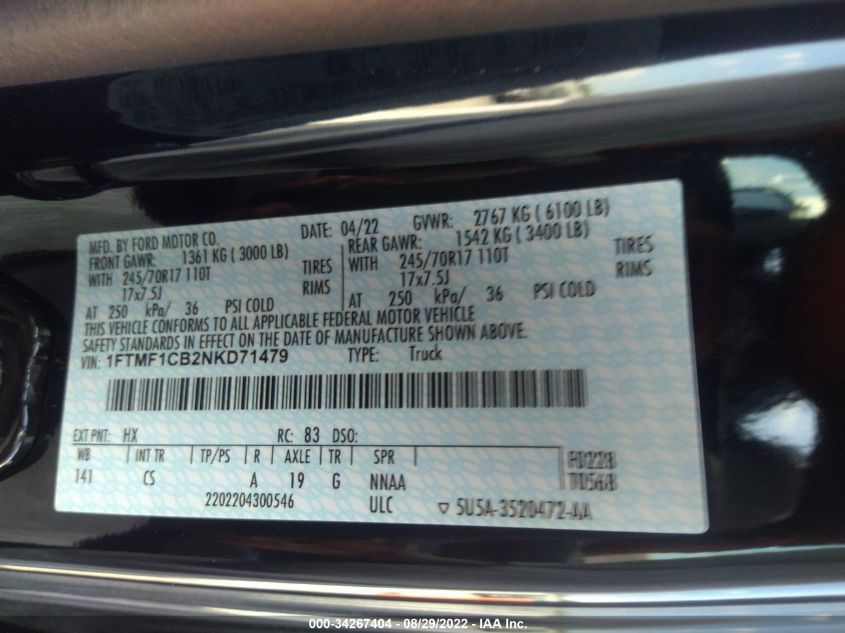 MFD. BY FORD MOTOR CO.
DATE: 04/22
GVWR: 2767 KG ( 6100 LB)
FRONT GAWR: 1361 KG ( 3000 LB)
REAR GAWR: 1542 KG ( 3400 LB)
WITH 245/70R17 110T TIRES
WITH 245/70R17 110T TIRES
17x7.5J RIMS
17x7.5J RIMS
AT 250 kPa/ 36 PSI COLD
AT 250 kPa/ 36 PSI COLD
THIS VEHICLE CONFORMS TO ALL APPLICABLE FEDERAL MOTOR VEHICLE
SAFETY STANDARDS IN EFFECT ON THE DATE OF MANUFACTURE SHOWN ABOVE.
VIN: 1FTMF1CB2NKD71479 TYPE: Truck
EXT PNT: HX RC: 83 DSO:
WB INT TR TP/PS R AXLE TR SPR
141 CS A 19 G NNAA
2202204300546 ULC
▽ 5U5A-3520472-AA
000-34267404 - 08/29/2022 - IAA Inc.